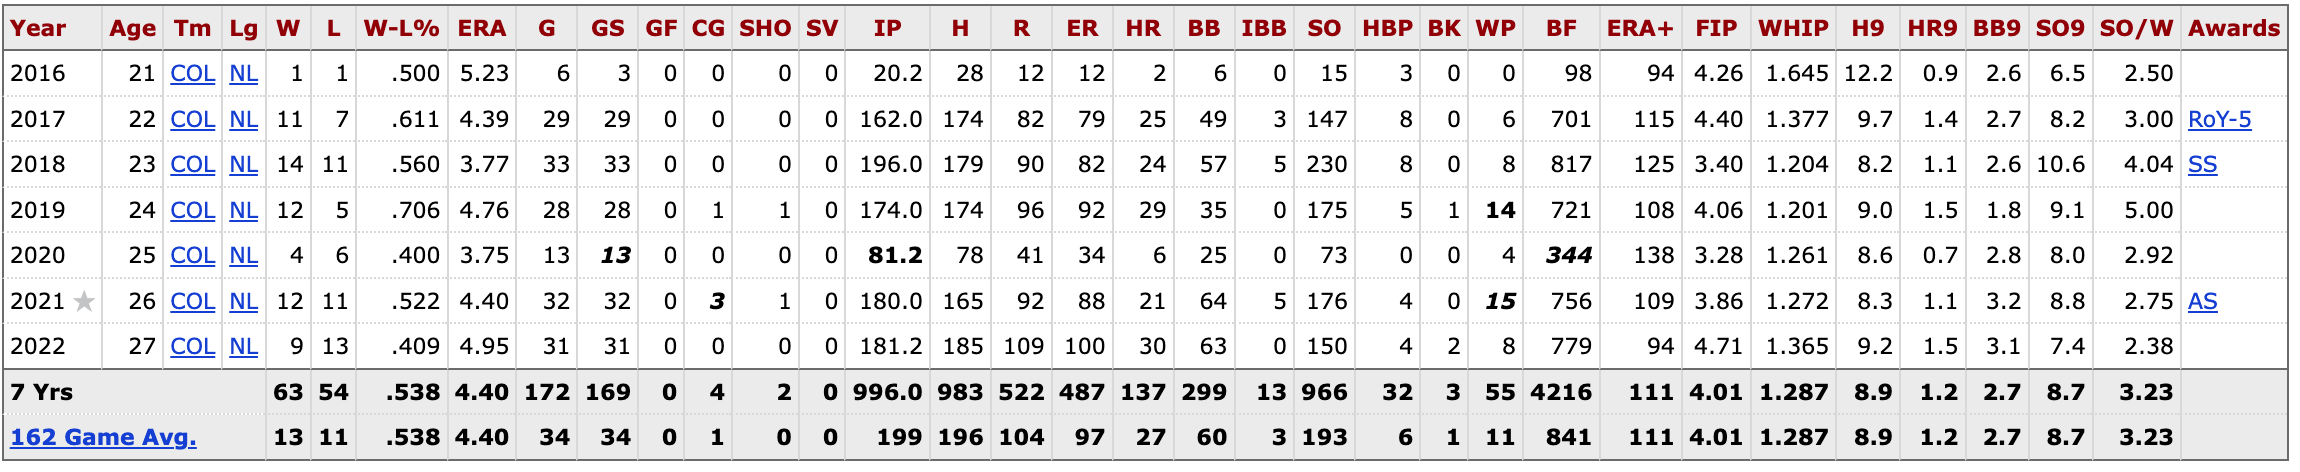 Year Age Tm Lg W L W-L% ERA G GS GF CG SHO SV IP H R ER HR BB IBB SO HBP BK WP BF ERA+ FIP WHIP H9 HR9 BB9 SO9 SO/W Awards
2016 21 COL NL 1 1 .500 5.23 6 3 0 0 0 0 20.2 28 12 12 2 6 0 15 3 0 0 98 94 4.26 1.645 12.2 0.9 2.6 6.5 2.50
2017 22 COL NL 11 7 .611 4.39 29 29 0 0 0 0 162.0 174 82 79 25 49 3 147 8 0 6 701 115 4.40 1.377 9.7 1.4 2.7 8.2 3.00 RoY-5
2018 23 COL NL 14 11 .560 3.77 33 33 0 0 0 0 196.0 179 90 82 24 57 5 230 8 0 8 817 125 3.40 1.204 8.2 1.1 2.6 10.6 4.04 SS
2019 24 COL NL 12 5 .706 4.76 28 28 0 1 1 0 174.0 174 96 92 29 35 0 175 5 1 14 721 108 4.06 1.201 9.0 1.5 1.8 9.1 5.00
2020 25 COL NL 4 6 .400 3.75 13 13 0 0 0 0 81.2 78 41 34 6 25 0 73 0 0 4 344 138 3.28 1.261 8.6 0.7 2.8 8.0 2.92
2021 ★ 26 COL NL 12 11 .522 4.40 32 32 0 3 1 0 180.0 165 92 88 21 64 5 176 4 0 15 756 109 3.86 1.272 8.3 1.1 3.2 8.8 2.75 AS
2022 27 COL NL 9 13 .409 4.95 31 31 0 0 0 0 181.2 185 109 100 30 63 0 150 4 2 8 779 94 4.71 1.365 9.2 1.5 3.1 7.4 2.38
7 Yrs 63 54 .538 4.40 172 169 0 4 2 0 996.0 983 522 487 137 299 13 966 32 3 55 4216 111 4.01 1.287 8.9 1.2 2.7 8.7 3.23
162 Game Avg. 13 11 .538 4.40 34 34 0 1 0 0 199 196 104 97 27 60 3 193 6 1 11 841 111 4.01 1.287 8.9 1.2 2.7 8.7 3.23